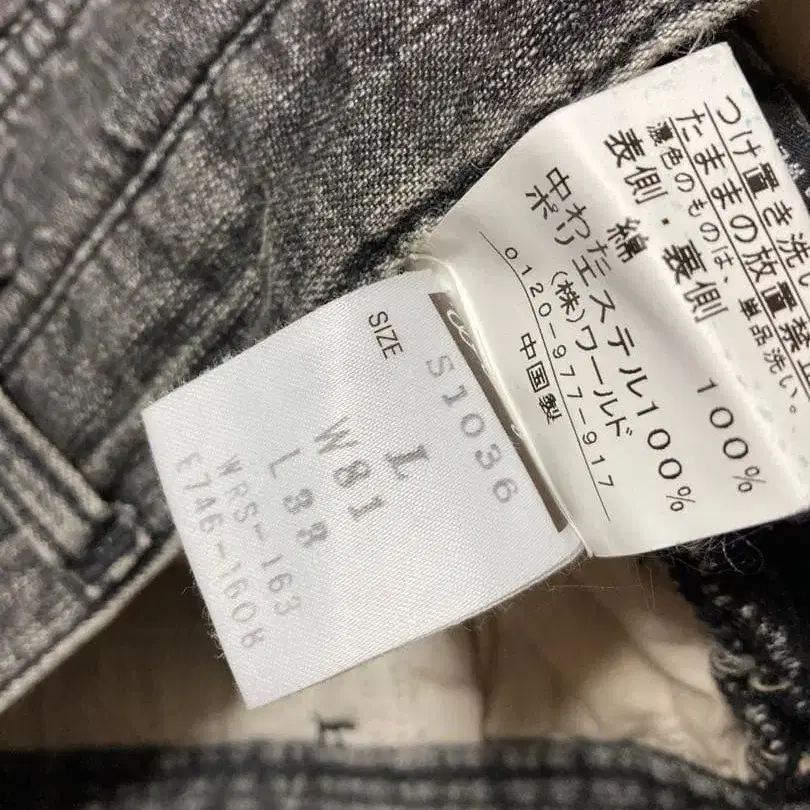 SIZE
S1036
L
W81
L33
WRS-163
E746-1608
つけ置き洗
たままの放置禁止
濃色のものは、単品洗い。
表側・裏側
綿 100%
中わた
ポリエステル100%
(株)ワールド
0120-977-917
中国製